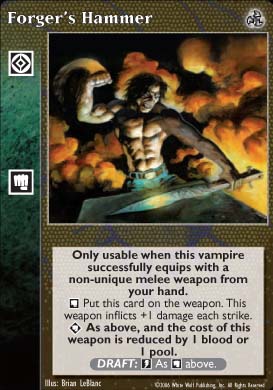 Forger's Hammer
Only usable when this vampire
successfully equips with a
non-unique melee weapon from
your hand.
Put this card on the weapon. This
weapon inflicts +1 damage each strike.
As above, and the cost of this
weapon is reduced by 1 blood or
1 pool.
DRAFT: As above.
Illus: Brian LeBlanc ©2006 White Wolf Publishing, Inc. All Rights Reserved.